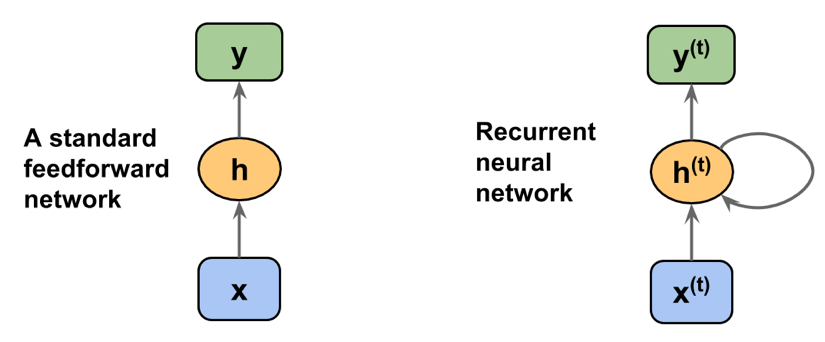 A standard
feedforward
network
y
h
x
Recurrent
neural
network
y⁽ᵗ⁾
h⁽ᵗ⁾
x⁽ᵗ⁾